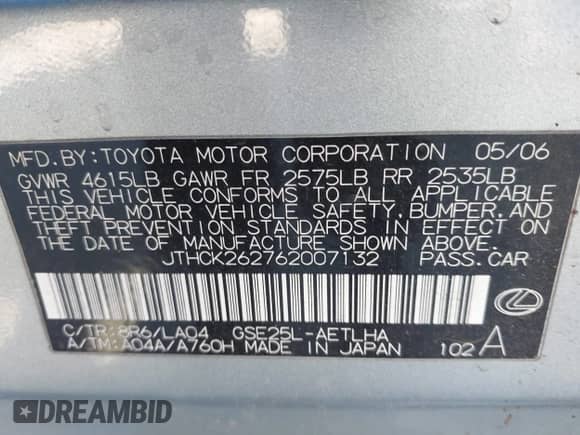 MFD.BY:TOYOTA MOTOR CORPORATION 05/06
GVWR 4615LB GAWR FR 2575LB RR 2535LB
THIS VEHICLE CONFORMS TO ALL APPLICABLE
FEDERAL MOTOR VEHICLE SAFETY,BUMPER,AND
THEFT PREVENTION STANDARDS IN EFFECT ON
THE DATE OF MANUFACTURE SHOWN ABOVE.
JTHCK262762007132 PASS.CAR
C/TR:8R6/LA04 GSE25L-AETLHA
A/TM:A04A/A760H MADE IN JAPAN 102 A
DREAMBID